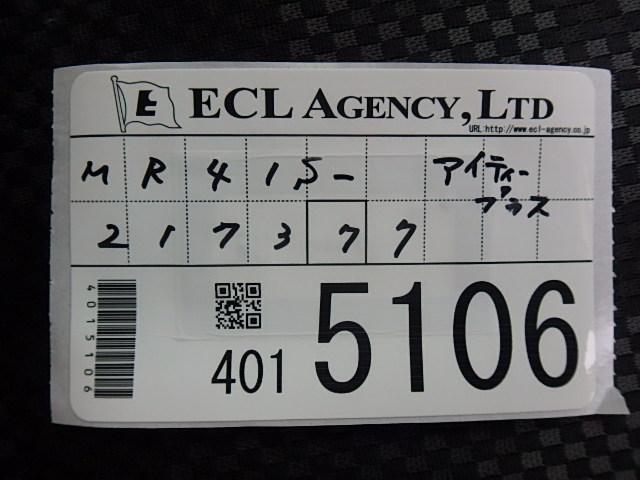 E ECL AGENCY, LTD
URL:http://www.ecl-agency.co.jp
MR41S- アイティー
プラス
217377
4015106
401 5106